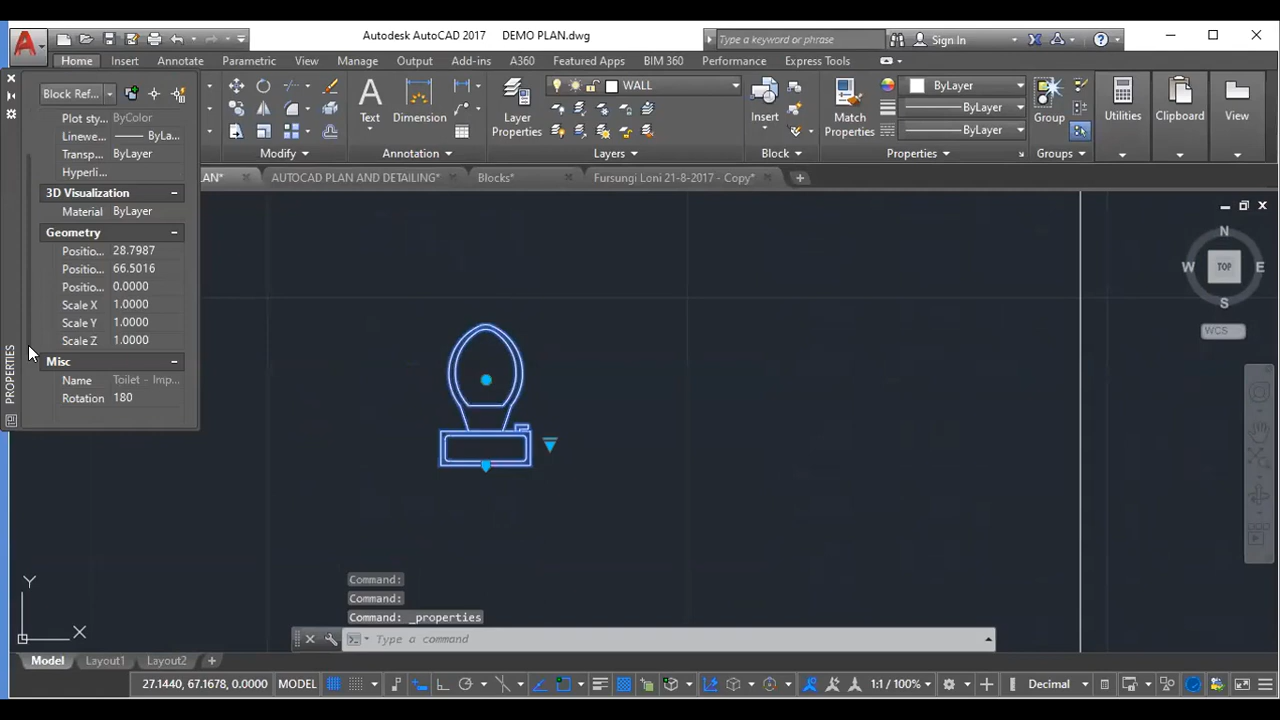 Autodesk AutoCAD 2017 DEMO PLAN.dwg
Type a keyword or phrase
Sign In
Home Insert Annotate Parametric View Manage Output Add-ins A360 Featured Apps BIM 360 Performance Express Tools
WALL
ByLayer
ByLayer
ByLayer
Text Dimension Layer
Properties Insert Match
Properties Group Utilities Clipboard View
Modify Annotation Layers Block Properties Groups
LAN* AUTOCAD PLAN AND DETAILING* Blocks* Fursungi Loni 21-8-2017 - Copy*
Block Ref...
Plot sty... ByColor
Linewe... ByLa...
Transp... ByLayer
Hyperli...
3D Visualization
Material ByLayer
Geometry
Positio... 28.7987
Positio... 66.5016
Positio... 0.0000
Scale X 1.0000
Scale Y 1.0000
Scale Z 1.0000
Misc
Name Toilet - Imp...
Rotation 180
PROPERTIES
N
W TOP E
S
WCS
Y
X
Command:
Command:
Command: _properties
Type a command
Model Layout1 Layout2
27.1440, 67.1678, 0.0000 MODEL 1:1 / 100% Decimal